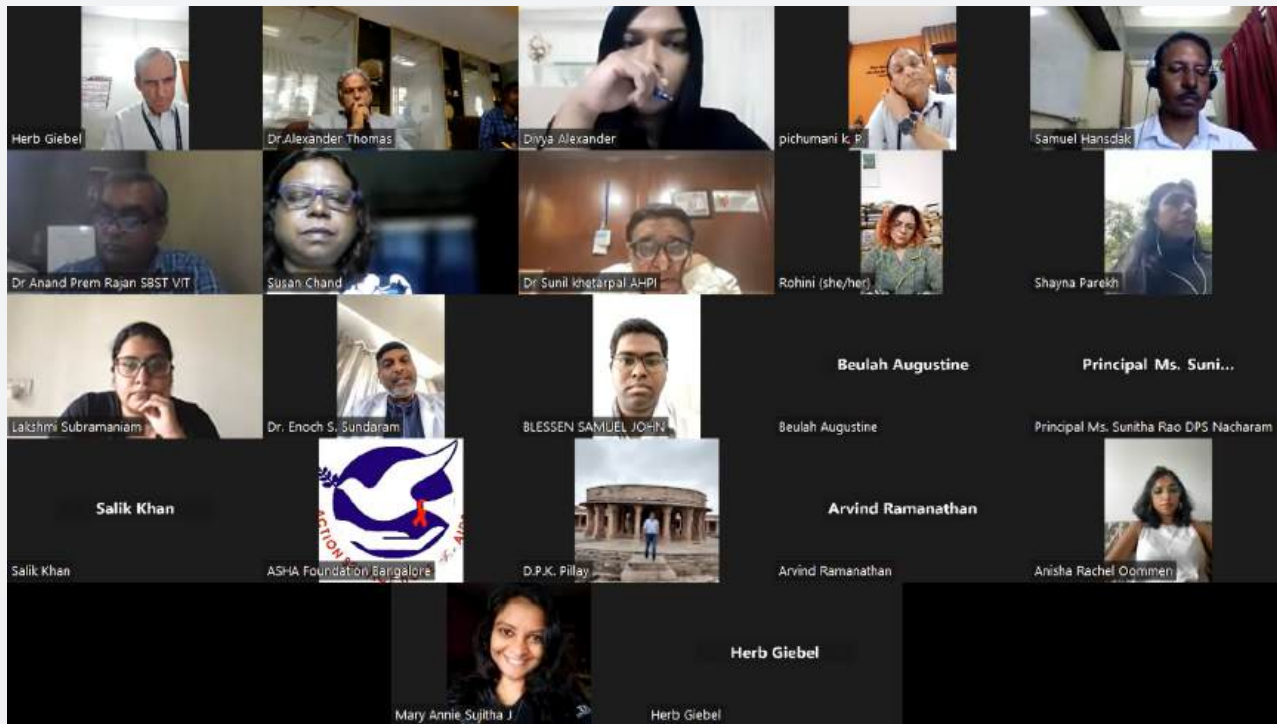 Herb Giebel
Dr.Alexander Thomas
Divya Alexander
pichumani k. P.
Samuel Hansdak
Dr Anand Prem Rajan SBST VIT
Susan Chand
Dr Sunil khetarpal AHPI
Rohini (she/her)
Shayna Parekh
Lakshmi Subramaniam
Dr. Enoch S. Sundaram
BLESSEN SAMUEL JOHN
Beulah Augustine
Beulah Augustine
Principal Ms. Suni...
Principal Ms. Sunitha Rao DPS Nacharam
Salik Khan
Salik Khan
ACTION
AID
ASHA Foundation Bangalore
D.P.K. Pillay
Arvind Ramanathan
Arvind Ramanathan
Anisha Rachel Oommen
Mary Annie Sujitha J
Herb Giebel
Herb Giebel